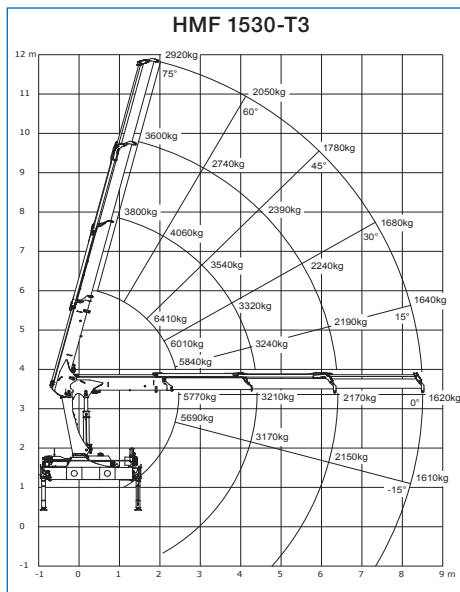 HMF 1530-T3
12 m
2920kg
75°
11
2050kg
60°
10
3600kg
1780kg
45°
2740kg
9
2390kg
8
3800kg
4060kg
1680kg
30°
7
3540kg
2240kg
6
3320kg
1640kg
15°
6410kg
2190kg
5
6010kg
3240kg
4
5840kg
5770kg
3210kg
2170kg
0°
1620kg
3
5690kg
2
3170kg
2150kg
1
-15°
1610kg
0
-1
-1
0
1
2
3
4
5
6
7
8
9 m